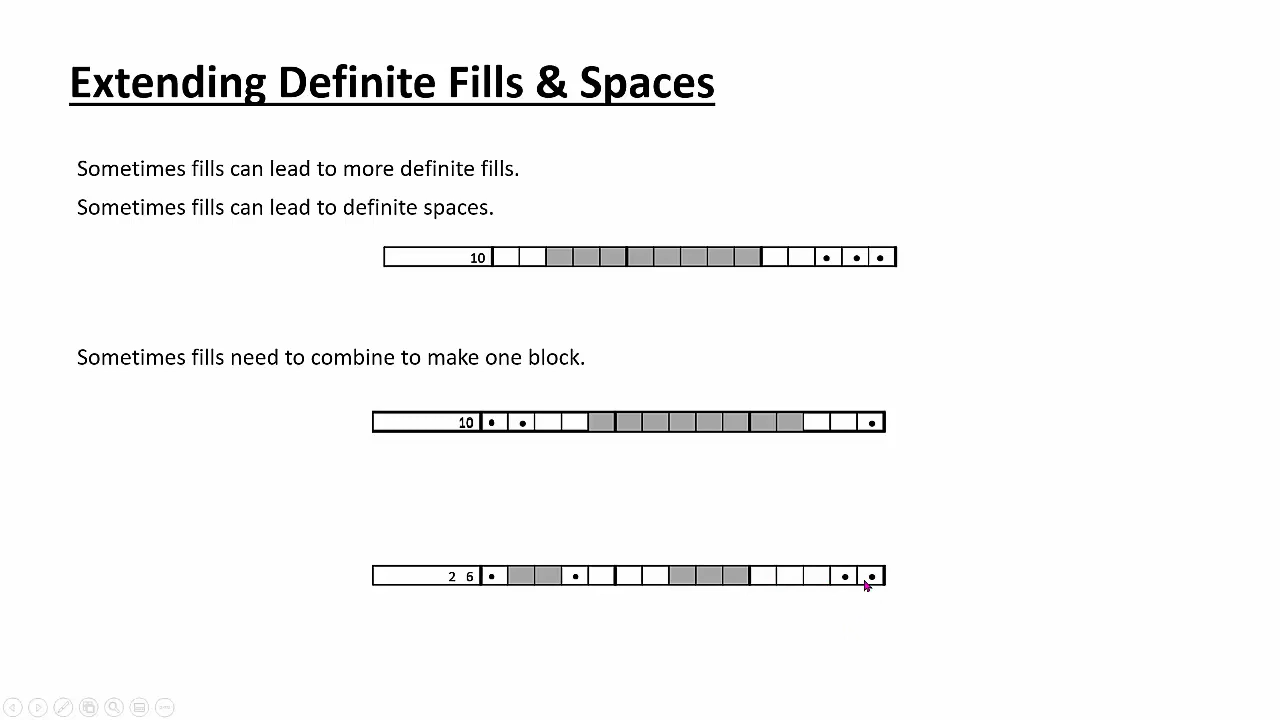 Extending Definite Fills & Spaces
Sometimes fills can lead to more definite fills.
Sometimes fills can lead to definite spaces.
10
Sometimes fills need to combine to make one block.
10
2 6